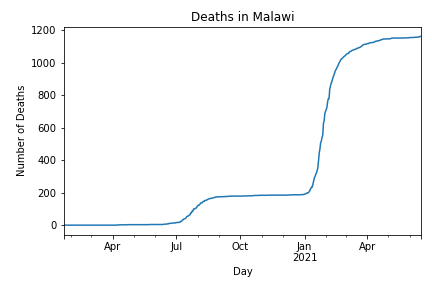 Deaths in Malawi
Number of Deaths
1200
1000
800
600
400
200
0
Apr
Jul
Oct
Jan
2021
Apr
Day